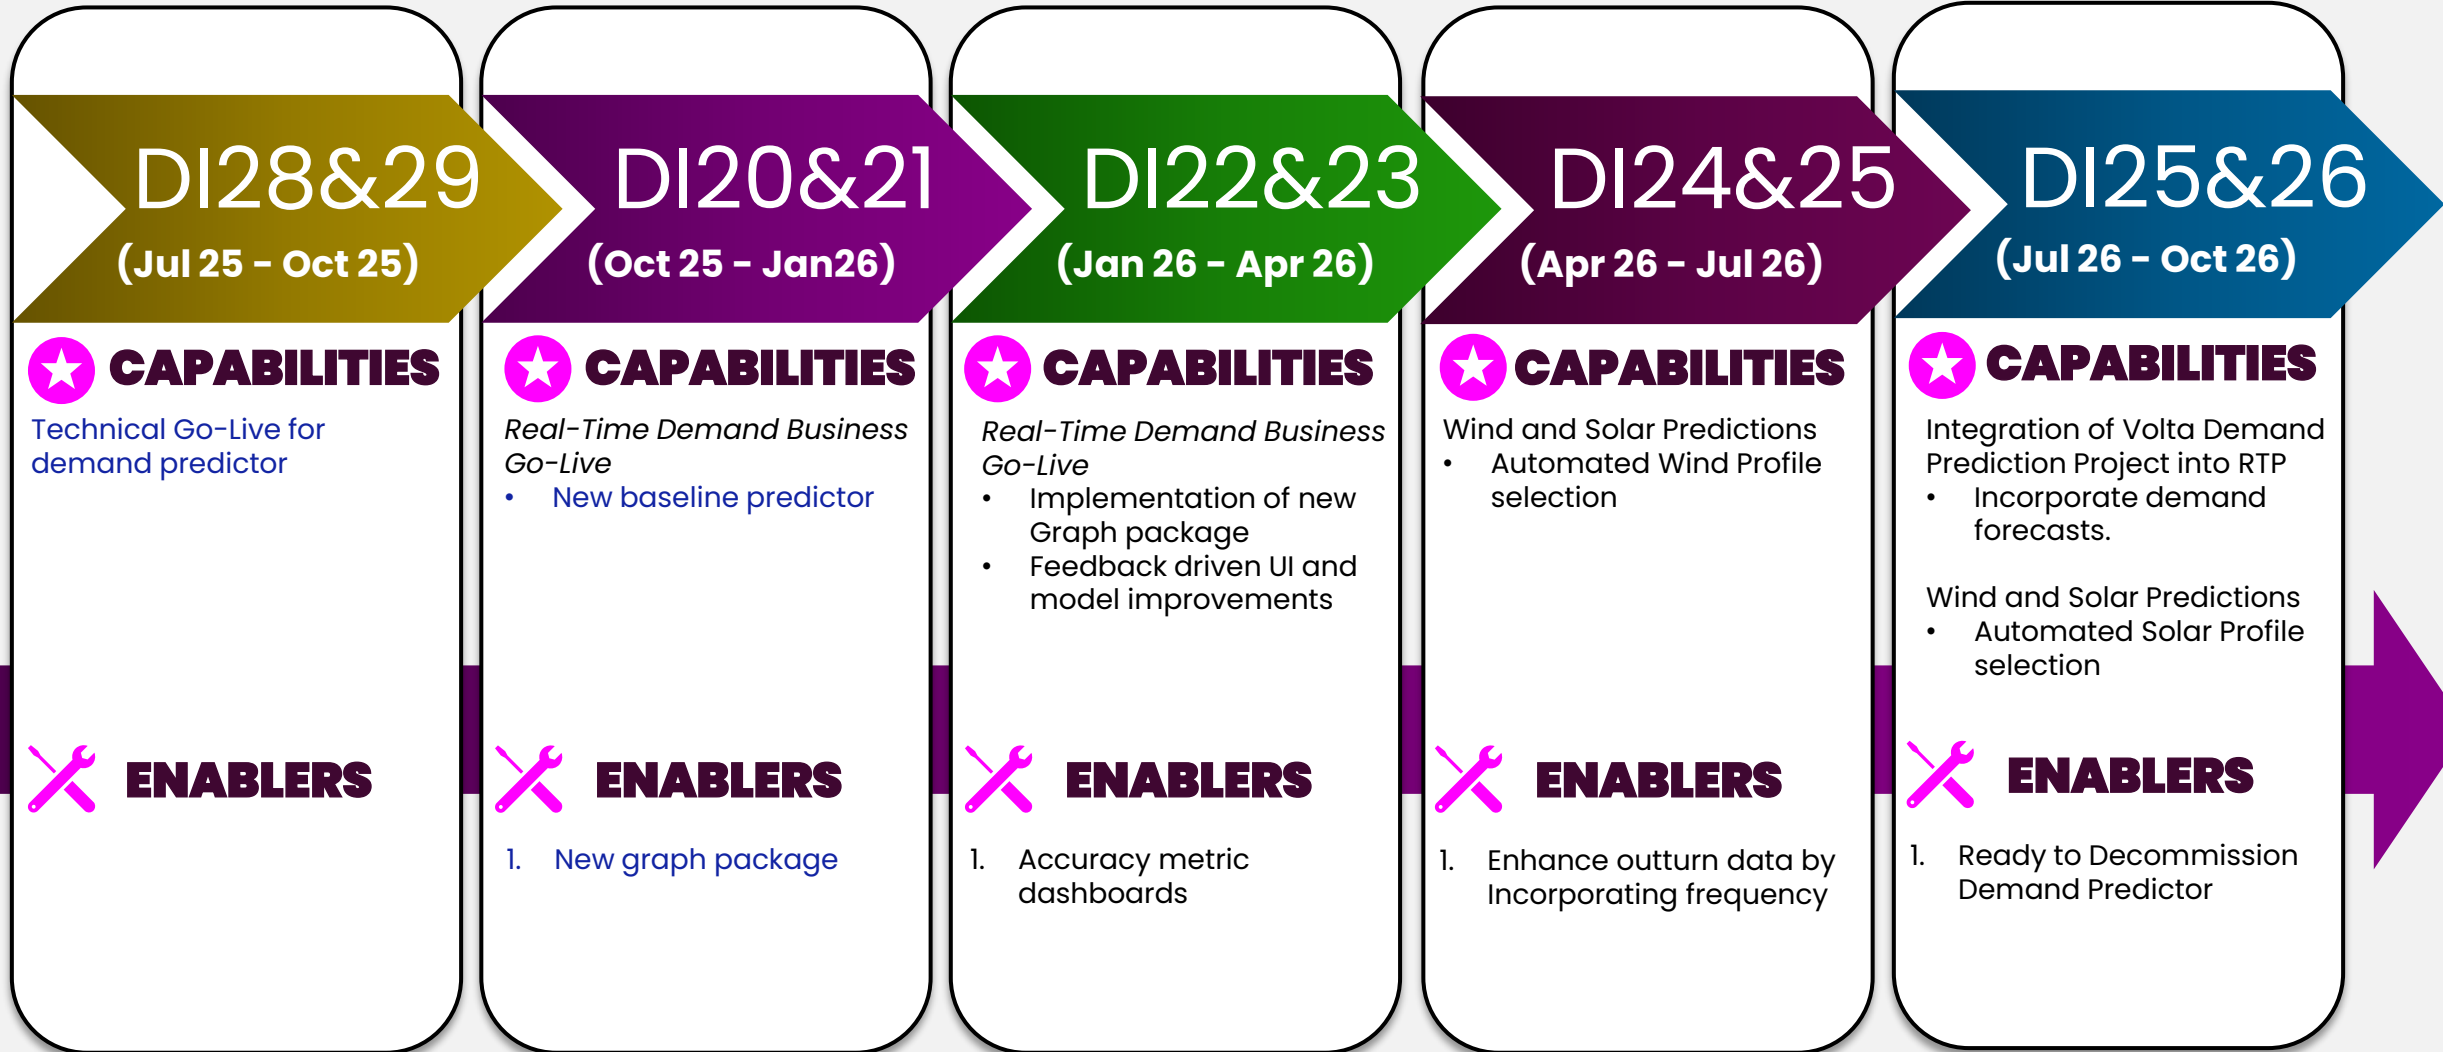 DI28&29
(Jul 25 - Oct 25)
CAPABILITIES
Technical Go-Live for
demand predictor
ENABLERS
DI20&21
(Oct 25 - Jan26)
CAPABILITIES
Real-Time Demand Business
Go-Live
• New baseline predictor
ENABLERS
1. New graph package
DI22&23
(Jan 26 - Apr 26)
CAPABILITIES
Real-Time Demand Business
Go-Live
• Implementation of new
Graph package
• Feedback driven UI and
model improvements
ENABLERS
1. Accuracy metric
dashboards
DI24&25
(Apr 26 - Jul 26)
CAPABILITIES
Wind and Solar Predictions
• Automated Wind Profile
selection
ENABLERS
1. Enhance outturn data by
Incorporating frequency
DI25&26
(Jul 26 - Oct 26)
CAPABILITIES
Integration of Volta Demand
Prediction Project into RTP
• Incorporate demand
forecasts.
Wind and Solar Predictions
• Automated Solar Profile
selection
ENABLERS
1. Ready to Decommission
Demand Predictor